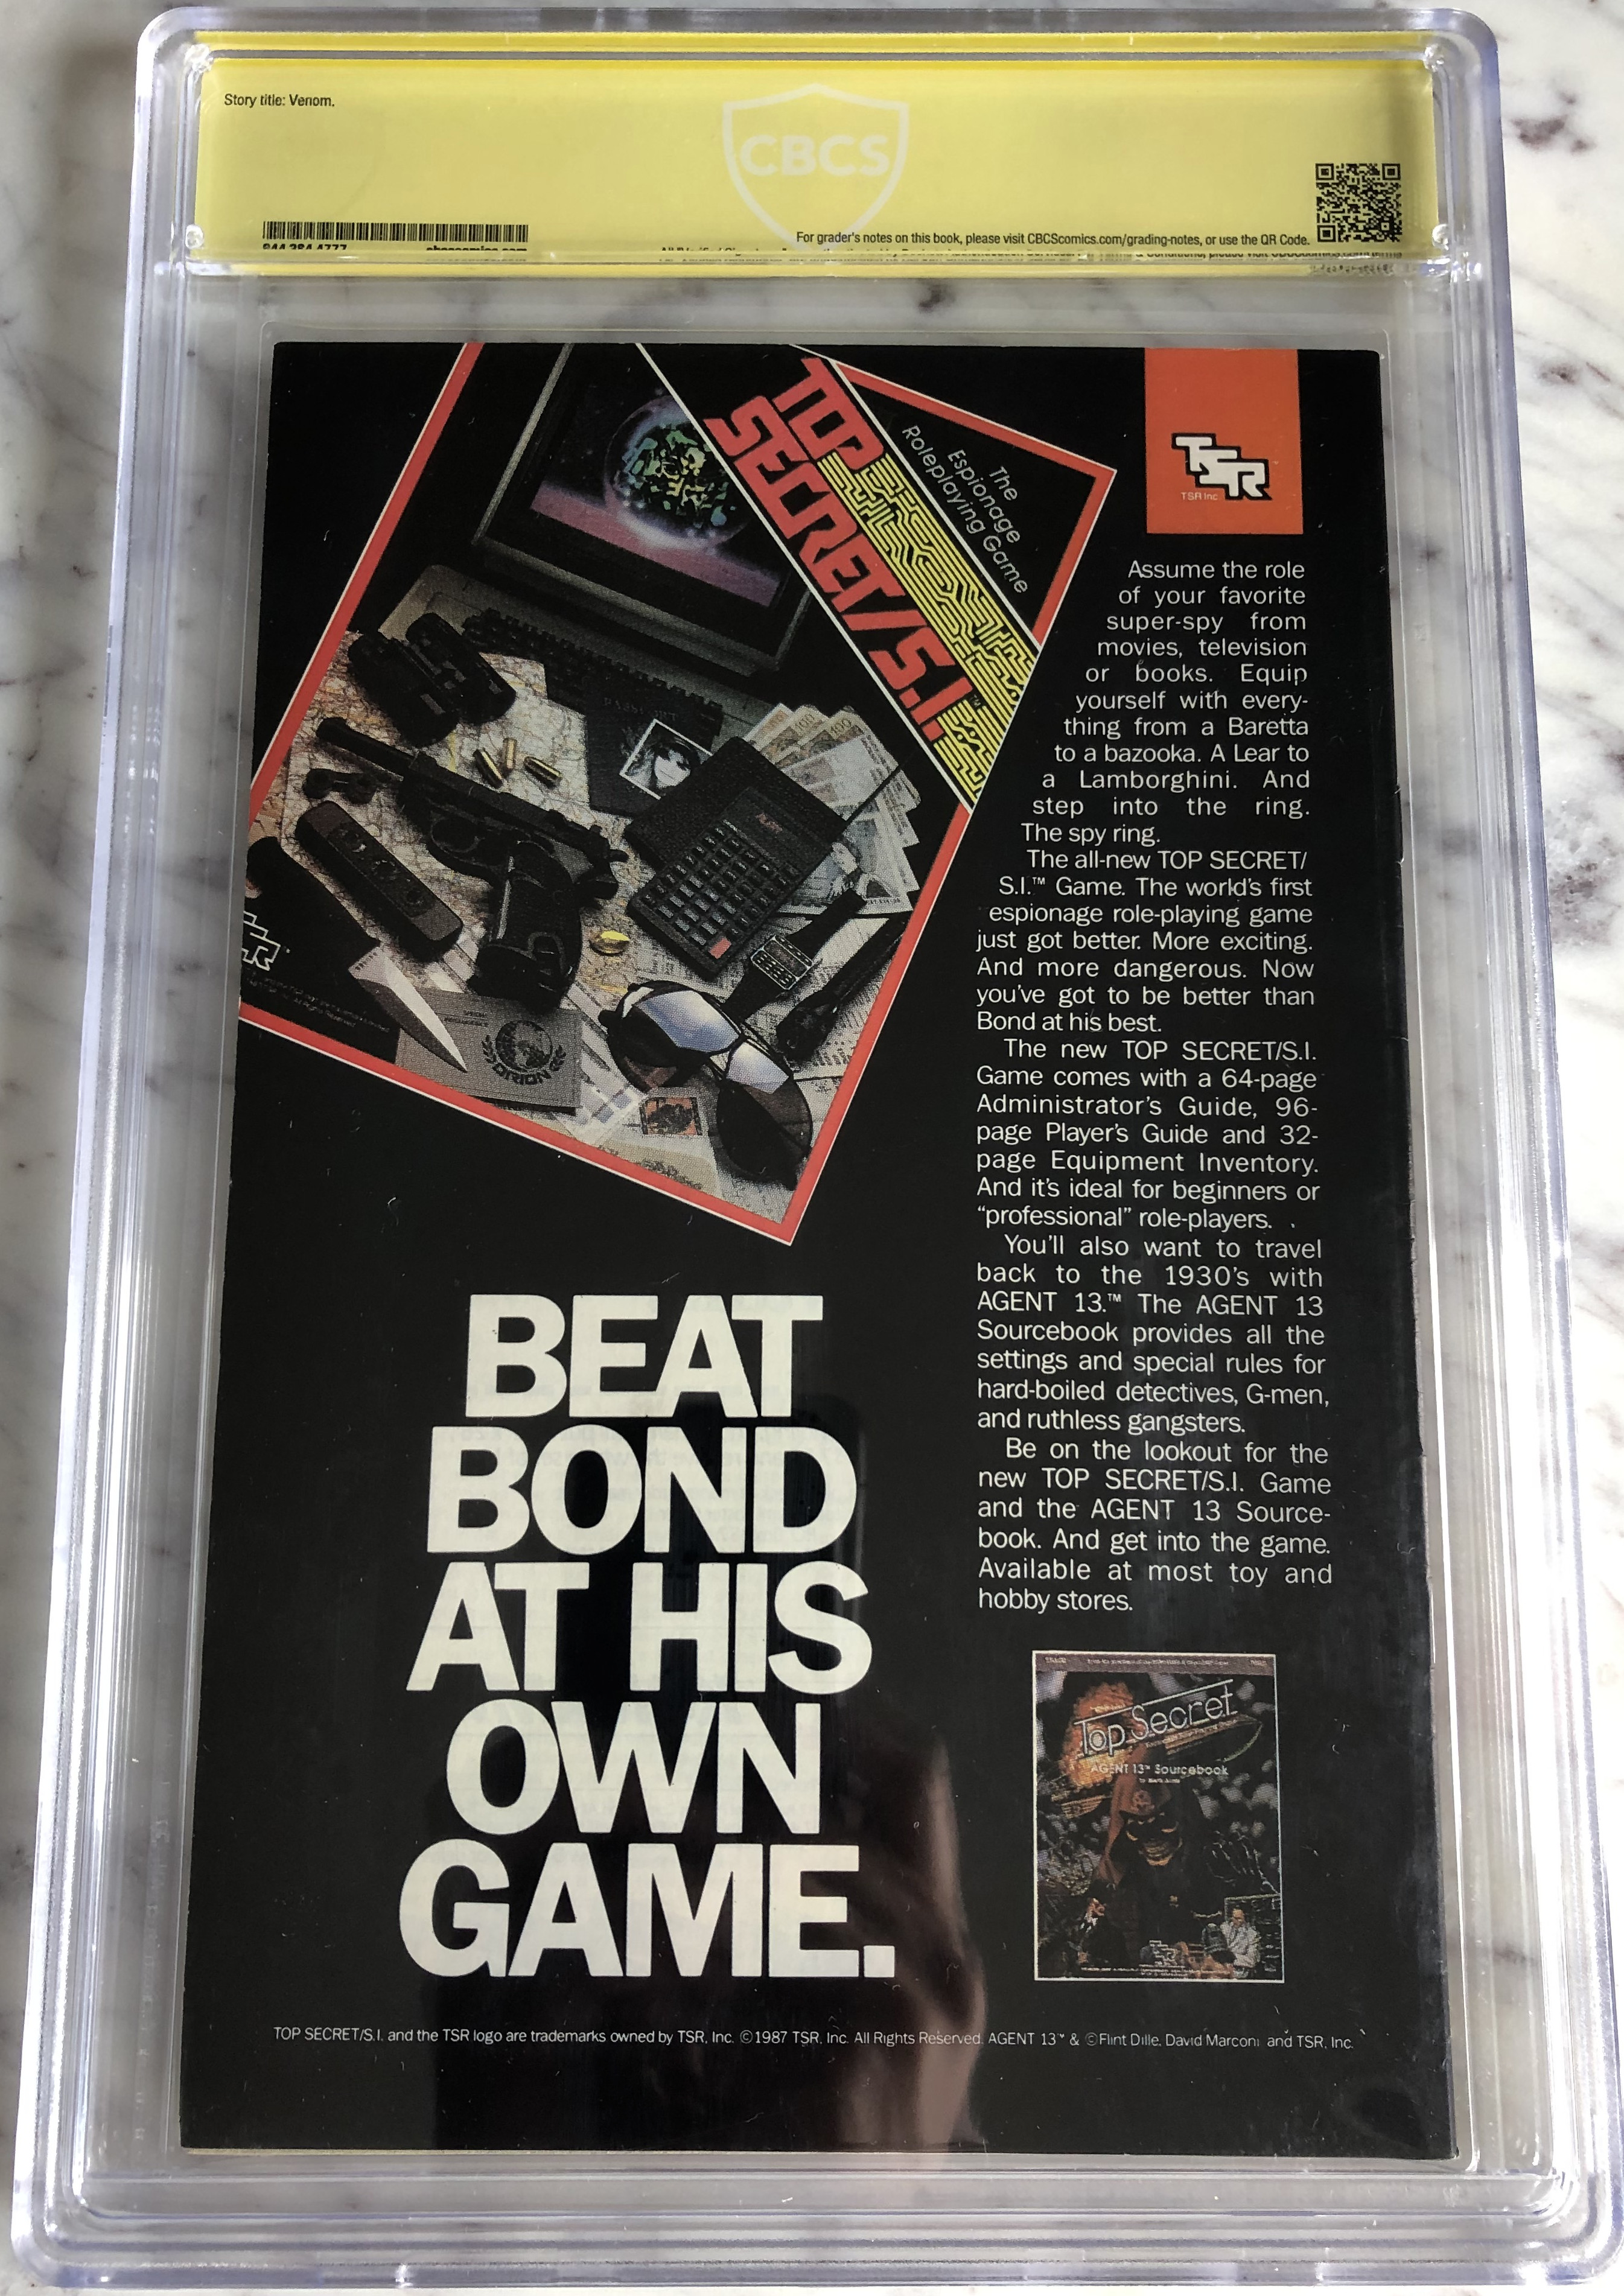 Story title: Venom.
CBCS
For grader's notes on this book, please visit CBCScomics.com/grading-notes, or use the QR Code.
TOP
SECRET/S.I.™
The
Espionage
Roleplaying Game
TSR
TSR Inc
PASSPORT
ORION
Assume the role
of your favorite
super-spy from
movies, television
or books. Equip
yourself with every-
thing from a Baretta
to a bazooka. A Lear to
a Lamborghini. And
step into the ring.
The spy ring.
The all-new TOP SECRET/
S.I.™ Game. The world's first
espionage role-playing game
just got better. More exciting.
And more dangerous. Now
you've got to be better than
Bond at his best.
The new TOP SECRET/S.I.
Game comes with a 64-page
Administrator's Guide, 96-
page Player's Guide and 32-
page Equipment Inventory.
And it's ideal for beginners or
“professional” role-players.
You'll also want to travel
back to the 1930's with
AGENT 13.™ The AGENT 13
Sourcebook provides all the
settings and special rules for
hard-boiled detectives, G-men,
and ruthless gangsters.
Be on the lookout for the
new TOP SECRET/S.I. Game
and the AGENT 13 Source-
book. And get into the game.
Available at most toy and
hobby stores.
BEAT
BOND
AT HIS
OWN
GAME.
Top Secret
AGENT 13™ Sourcebook
TOP SECRET/S.I. and the TSR logo are trademarks owned by TSR, Inc. ©1987 TSR, Inc. All Rights Reserved. AGENT 13™ & ©Flint Dille, David Marconi and TSR, Inc.